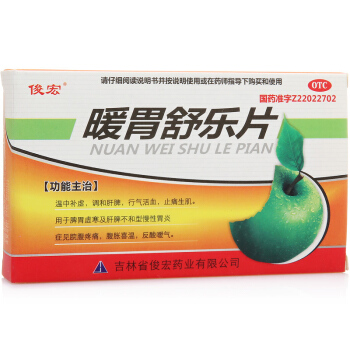 请仔细阅读说明书并按说明使用或在药师指导下购买和使用
OTC
俊宏
国药准字Z22022702
暖胃舒乐片
NUAN WEI SHU LE PIAN
【功能主治】
温中补虚，调和肝脾，行气活血，止痛生肌。
用于脾胃虚寒及肝脾不和型慢性胃炎
症见脘腹疼痛，腹胀喜温，反酸嗳气。
吉林省俊宏药业有限公司